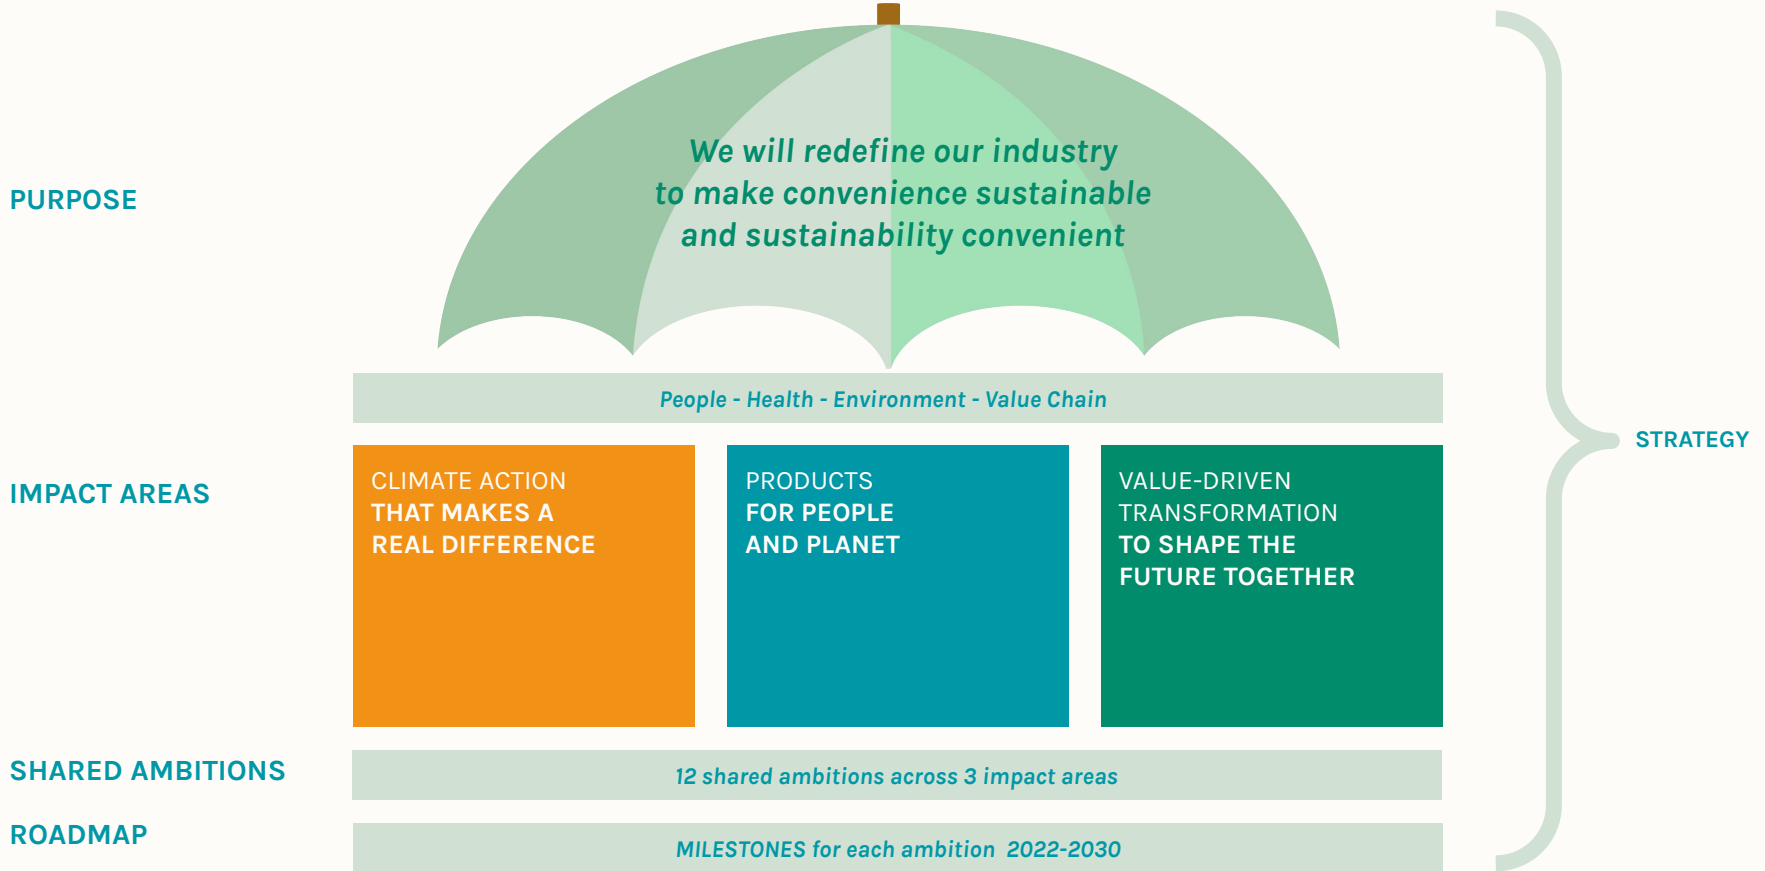 PURPOSE
We will redefine our industry
to make convenience sustainable
and sustainability convenient
People - Health - Environment - Value Chain
IMPACT AREAS
CLIMATE ACTION
THAT MAKES A
REAL DIFFERENCE
PRODUCTS
FOR PEOPLE
AND PLANET
VALUE-DRIVEN
TRANSFORMATION
TO SHAPE THE
FUTURE TOGETHER
STRATEGY
SHARED AMBITIONS
12 shared ambitions across 3 impact areas
ROADMAP
MILESTONES for each ambition 2022-2030